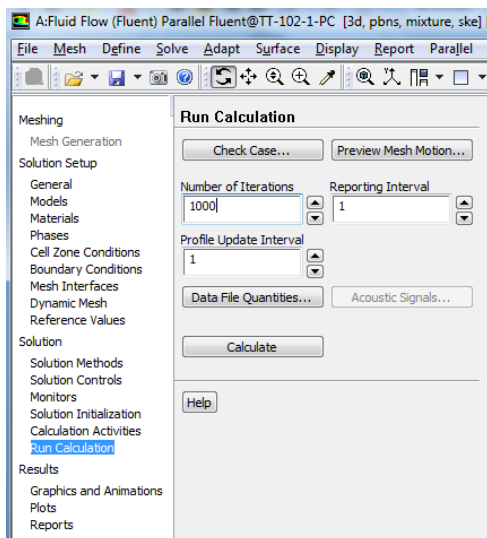 A:Fluid Flow (Fluent) Parallel Fluent@TT-102-1-PC [3d, pbns, mixture, ske]
File Mesh Define Solve Adapt Surface Display Report Parallel
Meshing
Mesh Generation
Solution Setup
General
Models
Materials
Phases
Cell Zone Conditions
Boundary Conditions
Mesh Interfaces
Dynamic Mesh
Reference Values
Solution
Solution Methods
Solution Controls
Monitors
Solution Initialization
Calculation Activities
Run Calculation
Results
Graphics and Animations
Plots
Reports
Run Calculation
Check Case... Preview Mesh Motion...
Number of Iterations Reporting Interval
1000 1
Profile Update Interval
1
Data File Quantities... Acoustic Signals...
Calculate
Help